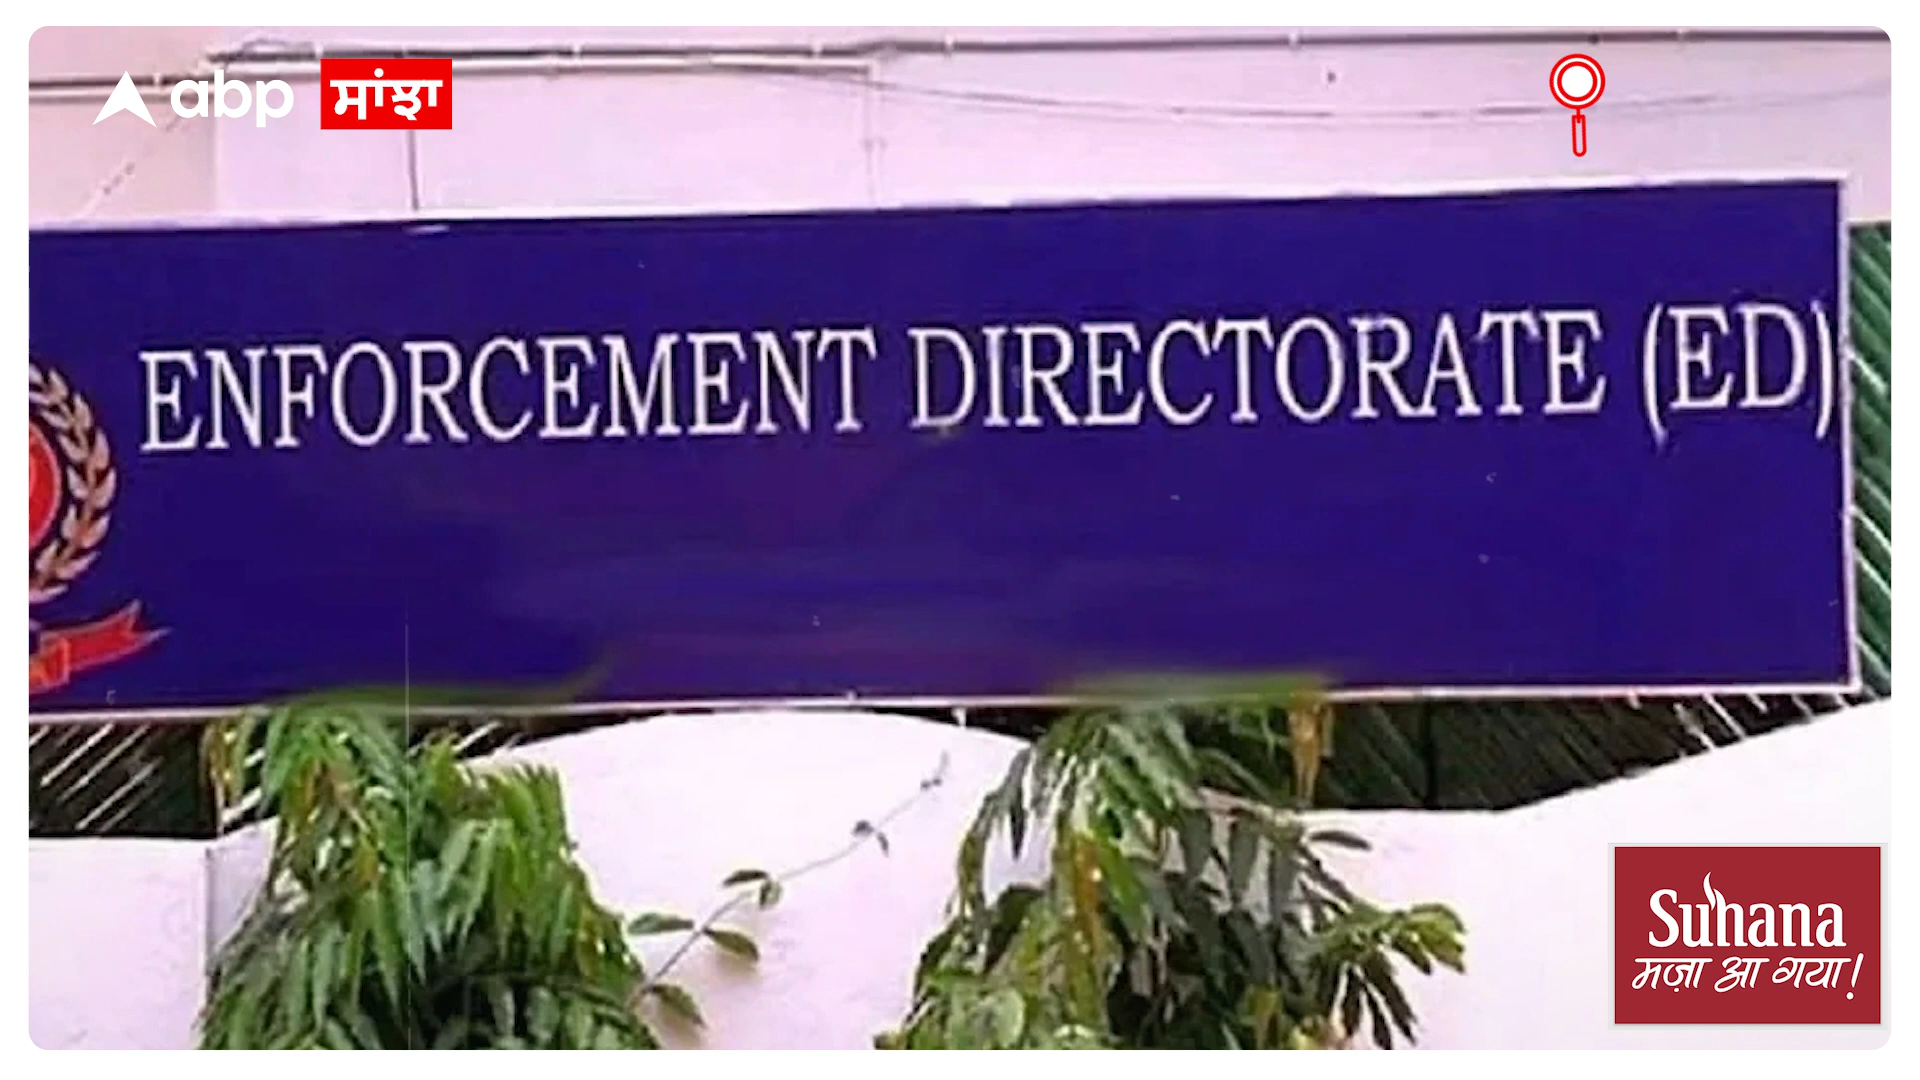 abp ਸਾਂਝਾ
ENFORCEMENT DIRECTORATE (ED)
Suhana
मज़ा आ गया!